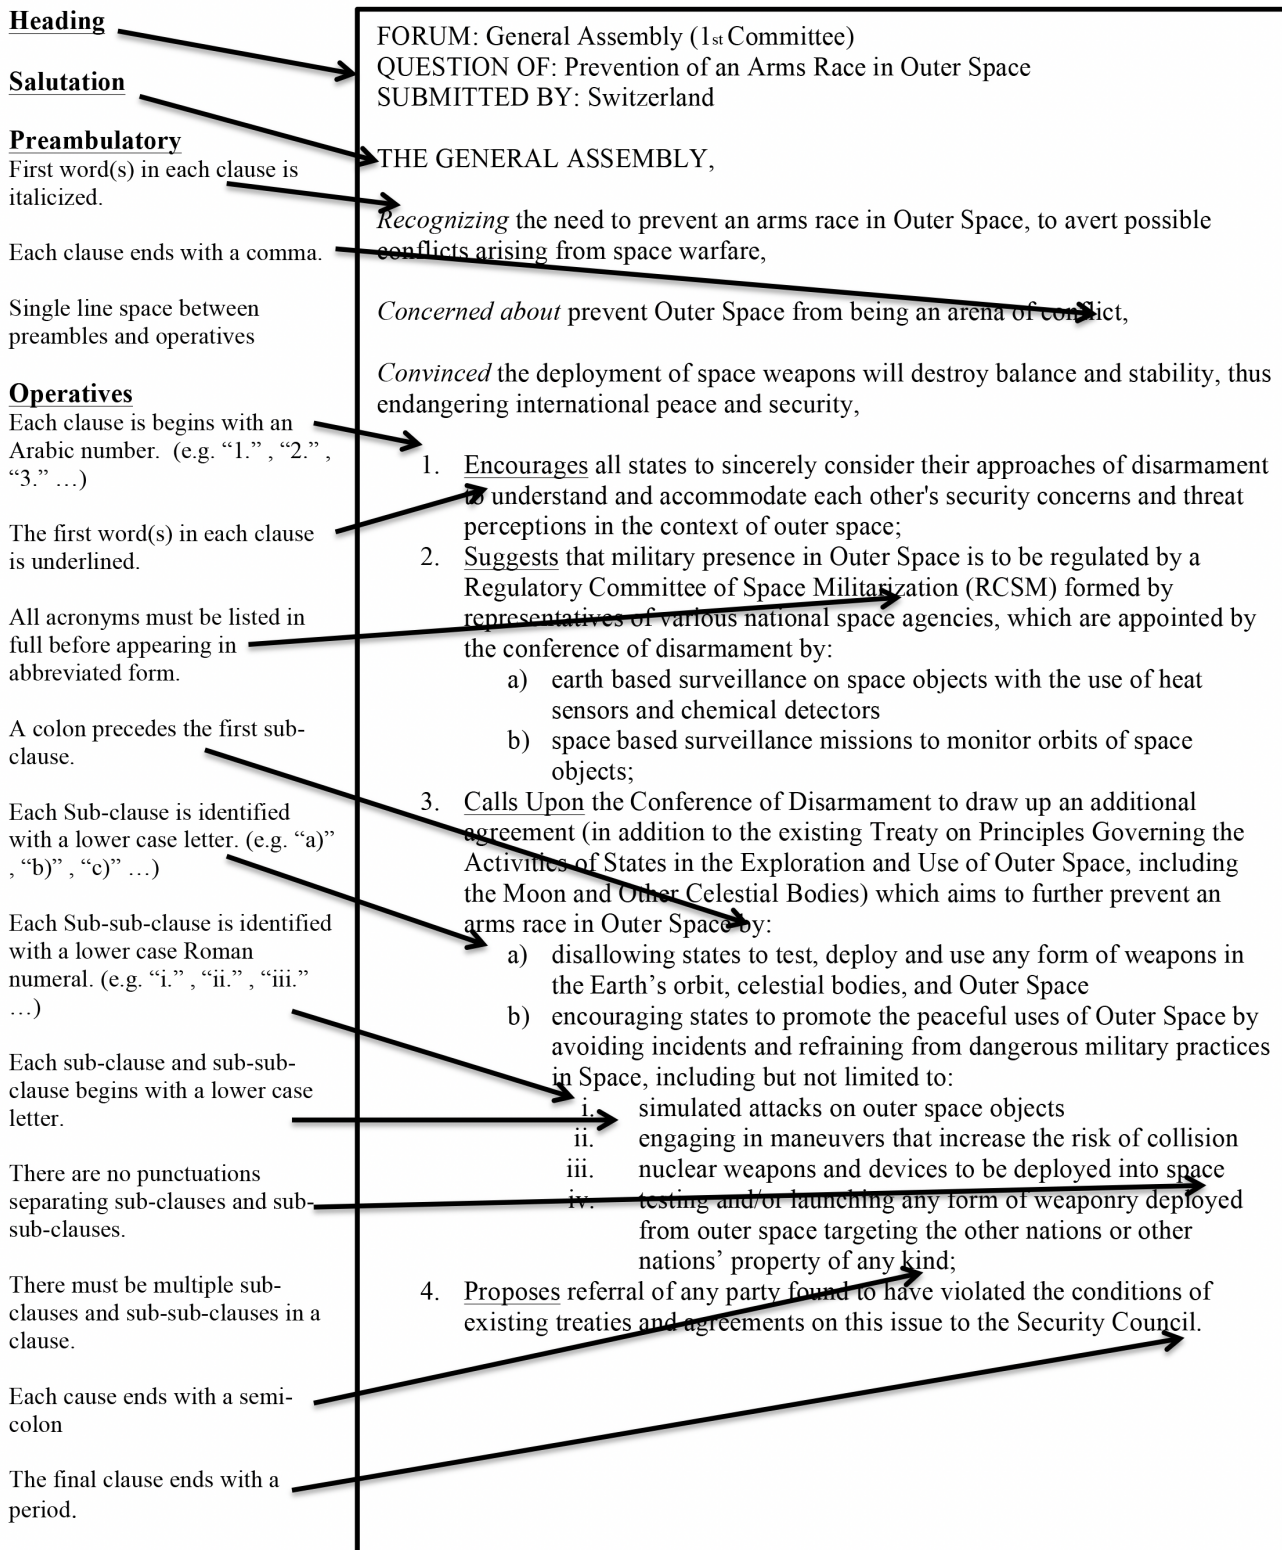 Heading
Salutation
Preambulatory
First word(s) in each clause is
italicized.
Each clause ends with a comma.
Single line space between
preambles and operatives
Operatives
Each clause is begins with an
Arabic number.  (e.g. “1.” , “2.” ,
“3.” …)
The first word(s) in each clause
is underlined.
All acronyms must be listed in
full before appearing in
abbreviated form.
A colon precedes the first sub-
clause.
Each Sub-clause is identified
with a lower case letter. (e.g. “a)”
, “b)” , “c)” …)
Each Sub-sub-clause is identified
with a lower case Roman
numeral. (e.g. “i.” , “ii.” , “iii.”
…)
Each sub-clause and sub-sub-
clause begins with a lower case
letter.
There are no punctuations
separating sub-clauses and sub-
sub-clauses.
There must be multiple sub-
clauses and sub-sub-clauses in a
clause.
Each cause ends with a semi-
colon
The final clause ends with a
period.
FORUM: General Assembly (1st Committee)
QUESTION OF: Prevention of an Arms Race in Outer Space
SUBMITTED BY: Switzerland
THE GENERAL ASSEMBLY,
Recognizing the need to prevent an arms race in Outer Space, to avert possible
conflicts arising from space warfare,
Concerned about prevent Outer Space from being an arena of conflict,
Convinced the deployment of space weapons will destroy balance and stability, thus
endangering international peace and security,
1. Encourages all states to sincerely consider their approaches of disarmament
to understand and accommodate each other's security concerns and threat
perceptions in the context of outer space;
2. Suggests that military presence in Outer Space is to be regulated by a
Regulatory Committee of Space Militarization (RCSM) formed by
representatives of various national space agencies, which are appointed by
the conference of disarmament by:
a) earth based surveillance on space objects with the use of heat
sensors and chemical detectors
b) space based surveillance missions to monitor orbits of space
objects;
3. Calls Upon the Conference of Disarmament to draw up an additional
agreement (in addition to the existing Treaty on Principles Governing the
Activities of States in the Exploration and Use of Outer Space, including
the Moon and Other Celestial Bodies) which aims to further prevent an
arms race in Outer Space by:
a) disallowing states to test, deploy and use any form of weapons in
the Earth’s orbit, celestial bodies, and Outer Space
b) encouraging states to promote the peaceful uses of Outer Space by
avoiding incidents and refraining from dangerous military practices
in Space, including but not limited to:
i. simulated attacks on outer space objects
ii. engaging in maneuvers that increase the risk of collision
iii. nuclear weapons and devices to be deployed into space
iv. testing and/or launching any form of weaponry deployed
from outer space targeting the other nations or other
nations’ property of any kind;
4. Proposes referral of any party found to have violated the conditions of
existing treaties and agreements on this issue to the Security Council.